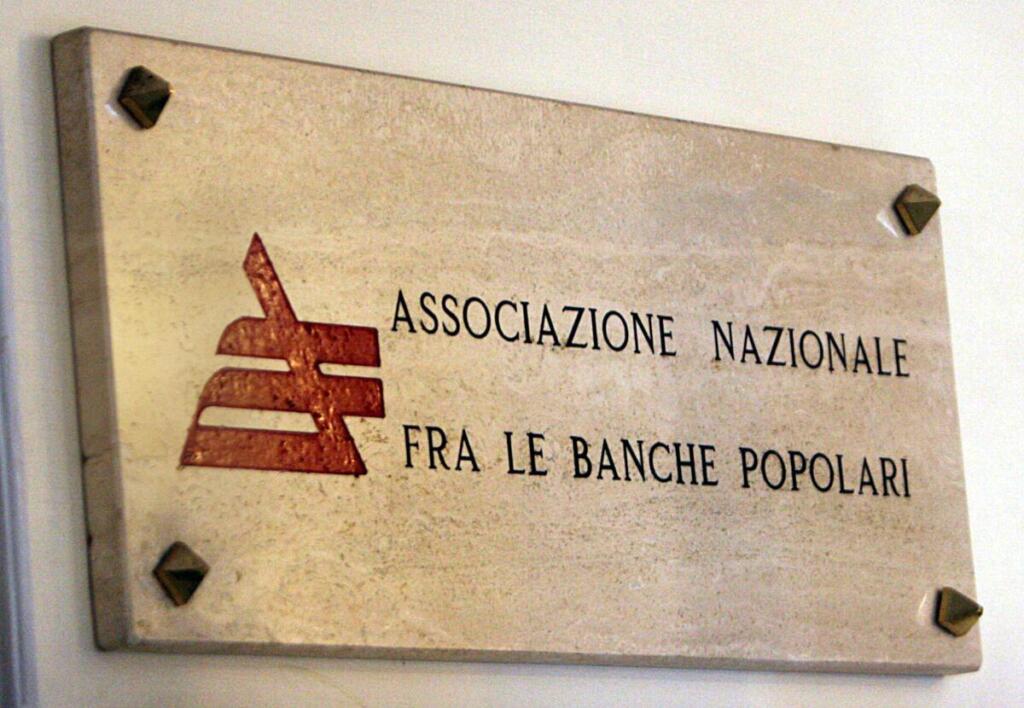 ASSOCIAZIONE NAZIONALE
FRA LE BANCHE POPOLARI